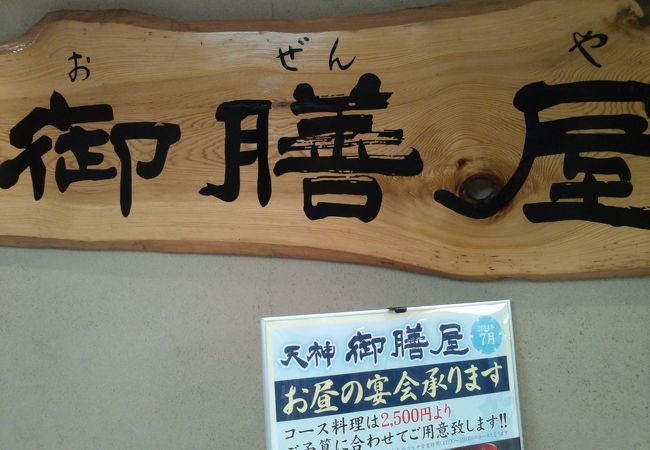 おぜんや
御膳屋
天神 御膳屋
7月
お昼の宴会承ります
コース料理は2,500円より
ご予算に合わせてご用意致します!!